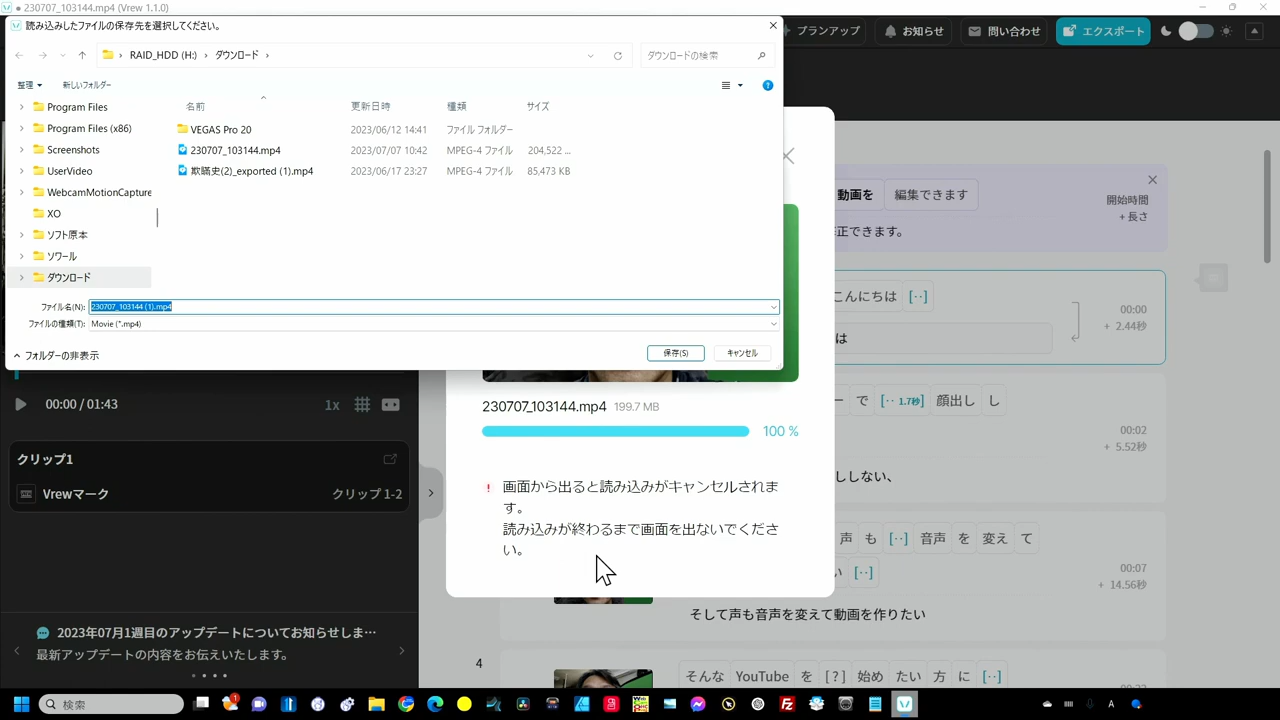 230707_103144.mp4 (Vrew 1.1.0)
読み込みしたファイルの保存先を選択してください。
RAID_HDD (H:) › ダウンロード ›
ダウンロードの検索
プランアップ
お知らせ
問い合わせ
エクスポート
整理
新しいフォルダー
名前 更新日時 種類 サイズ
Program Files
Program Files (x86)
Screenshots
UserVideo
WebcamMotionCapture
XO
ソフト原本
ソワール
ダウンロード
VEGAS Pro 20 2023/06/12 14:41 ファイル フォルダー
230707_103144.mp4 2023/07/07 10:42 MPEG-4 ファイル 204,522 ...
欺瞞史(2)_exported (1).mp4 2023/06/17 23:27 MPEG-4 ファイル 85,473 KB
ファイル名(N): 230707_103144 (1).mp4
ファイルの種類(T): Movie (*.mp4)
フォルダーの非表示
保存(S)
キャンセル
動画を 編集できます
正できます。
開始時間
+ 長さ
こんにちは [··]
は
00:00
+ 2.44秒
ー で [·· 1.7秒] 顔出し し
00:02
+ 5.52秒
ししない、
声 も [··] 音声 を 変え て
い [··]
00:07
+ 14.56秒
そして声も音声を変えて動画を作りたい
4
そんな YouTube を [?] 始め たい 方 に [··]
230707_103144.mp4 199.7 MB
100 %
画面から出ると読み込みがキャンセルされま
す。
読み込みが終わるまで画面を出ないでくださ
い。
00:00 / 01:43
1x
クリップ1
Vrewマーク
クリップ 1-2
2023年07月1週目のアップデートについてお知らせしま…
最新アップデートの内容をお伝えいたします。
検索
A